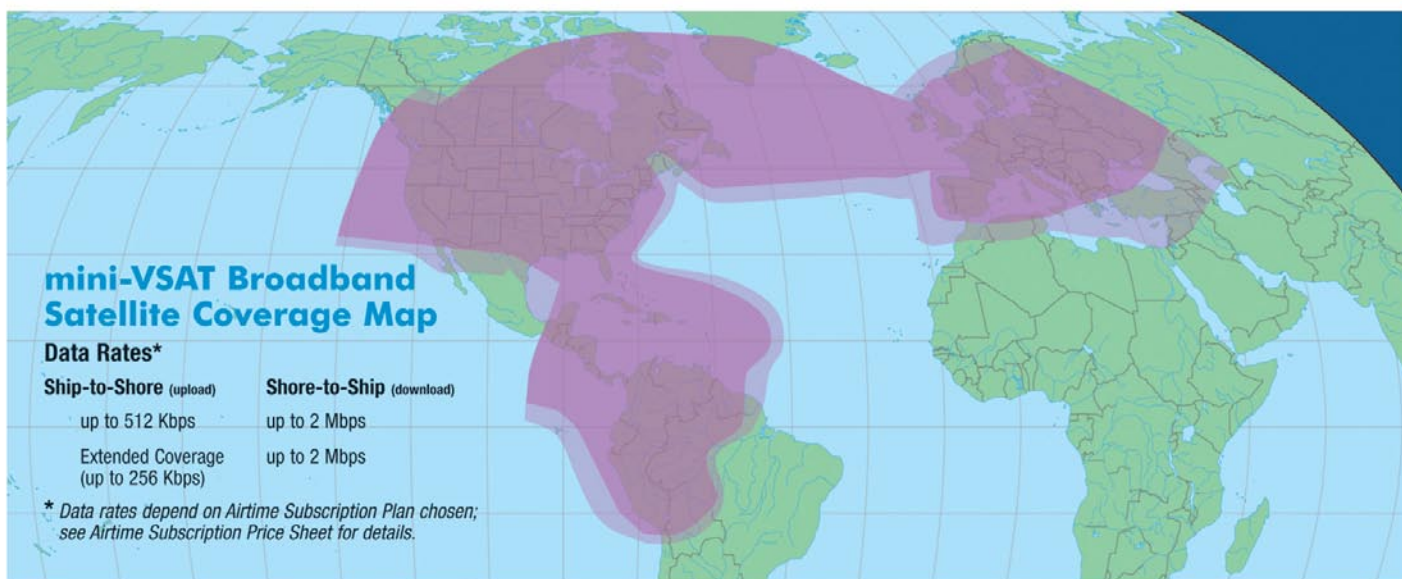 mini-VSAT Broadband
Satellite Coverage Map
Data Rates*
Ship-to-Shore (upload) Shore-to-Ship (download)
up to 512 Kbps up to 2 Mbps
Extended Coverage up to 2 Mbps
(up to 256 Kbps)
* Data rates depend on Airtime Subscription Plan chosen;
see Airtime Subscription Price Sheet for details.